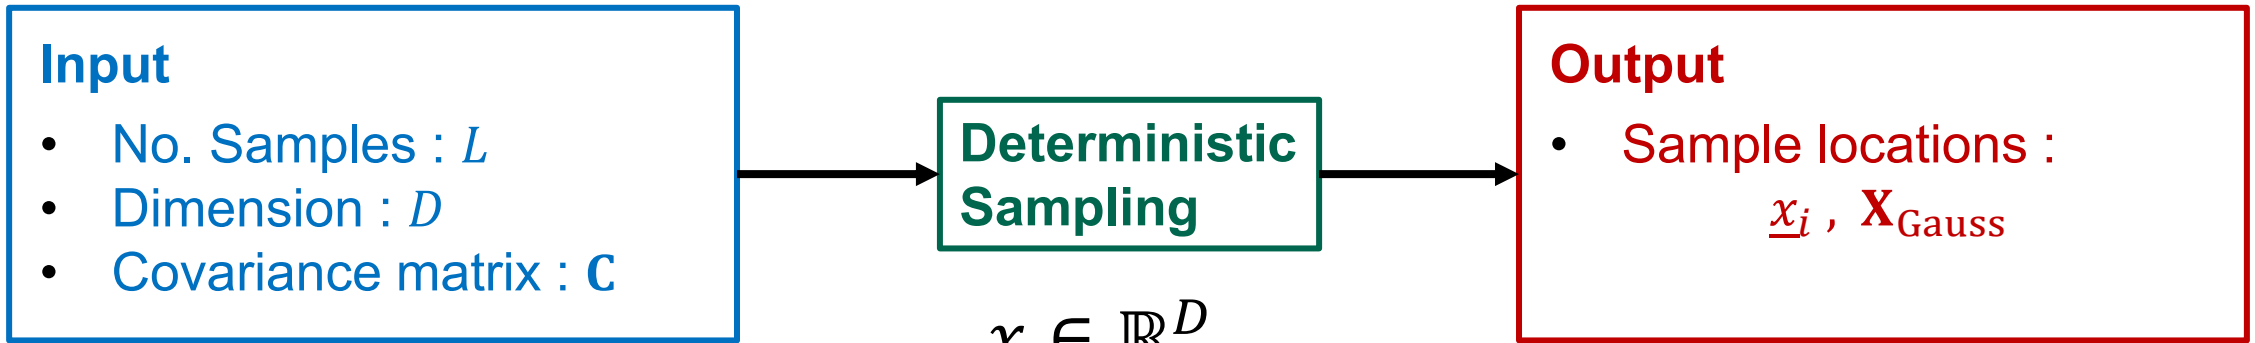 Input
• No. Samples : L
• Dimension : D
• Covariance matrix : C
Deterministic
Sampling
x ∈ ℝ^D
Output
• Sample locations :
x_i , X_Gauss